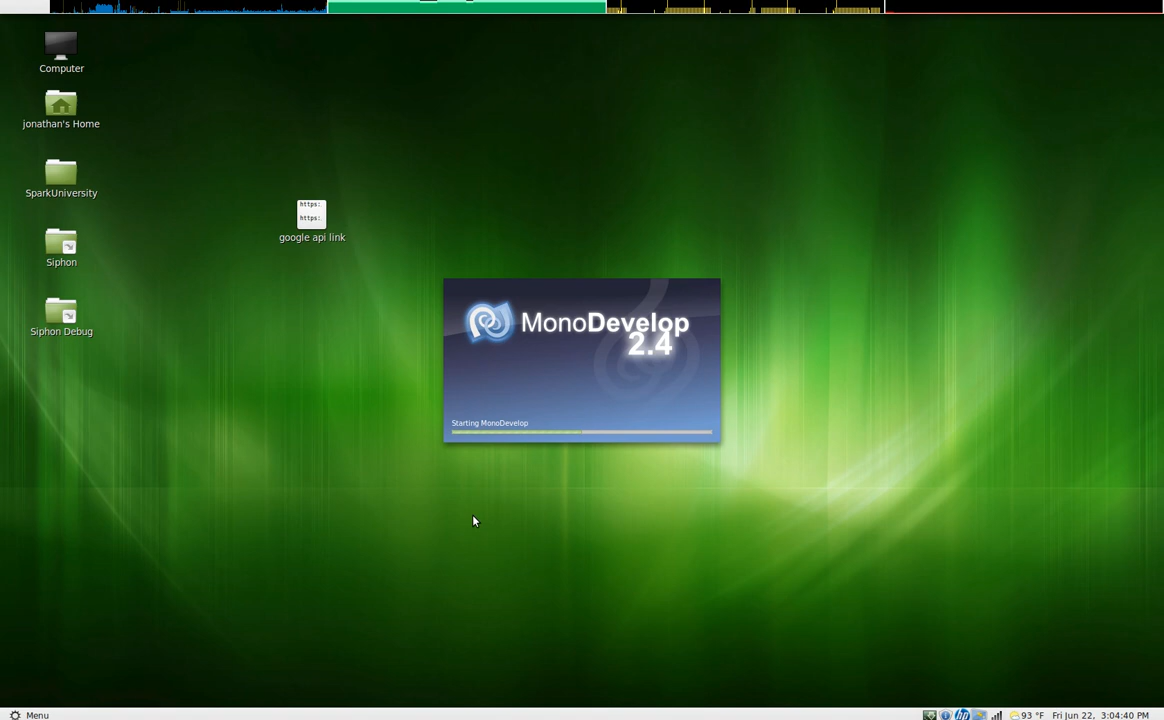 Computer
jonathan's Home
SparkUniversity
https:
https:
google api link
Siphon
Siphon Debug
MonoDevelop
2.4
Starting MonoDevelop
Menu
hp
93 °F
Fri Jun 22, 3:04:40 PM